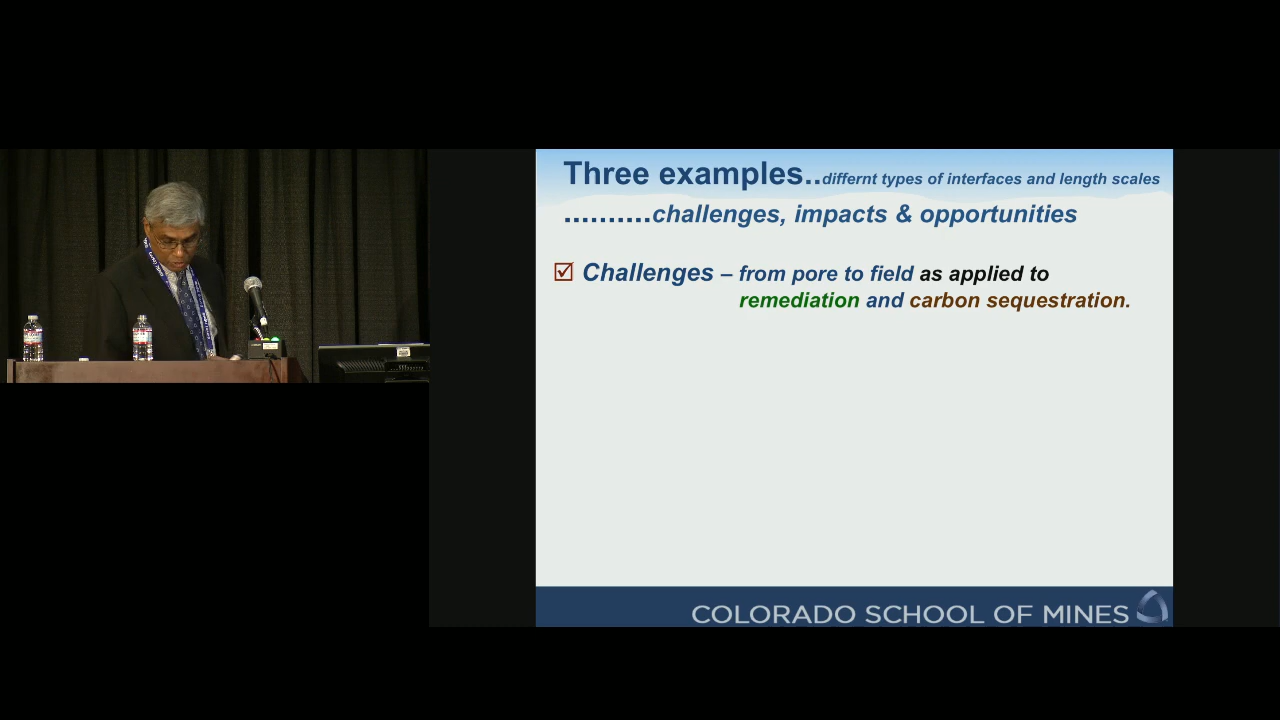 Three examples..differnt types of interfaces and length scales
..........challenges, impacts & opportunities
Challenges – from pore to field as applied to
remediation and carbon sequestration.
COLORADO SCHOOL OF MINES